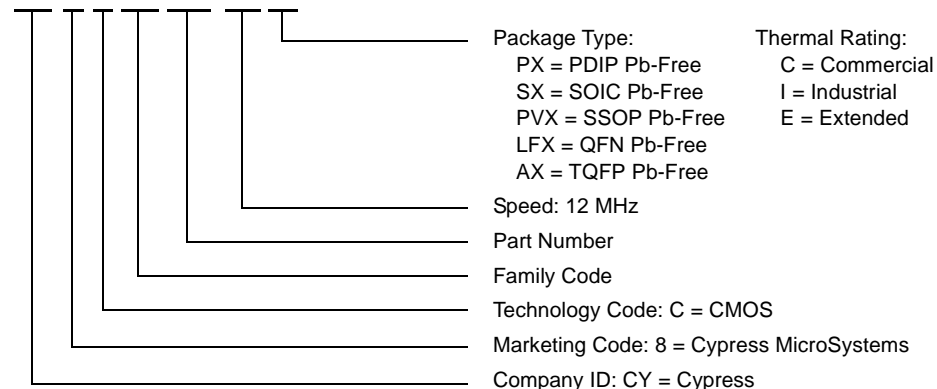 Package Type: Thermal Rating:
PX = PDIP Pb-Free C = Commercial
SX = SOIC Pb-Free I = Industrial
PVX = SSOP Pb-Free E = Extended
LFX = QFN Pb-Free
AX = TQFP Pb-Free
Speed: 12 MHz
Part Number
Family Code
Technology Code: C = CMOS
Marketing Code: 8 = Cypress MicroSystems
Company ID: CY = Cypress